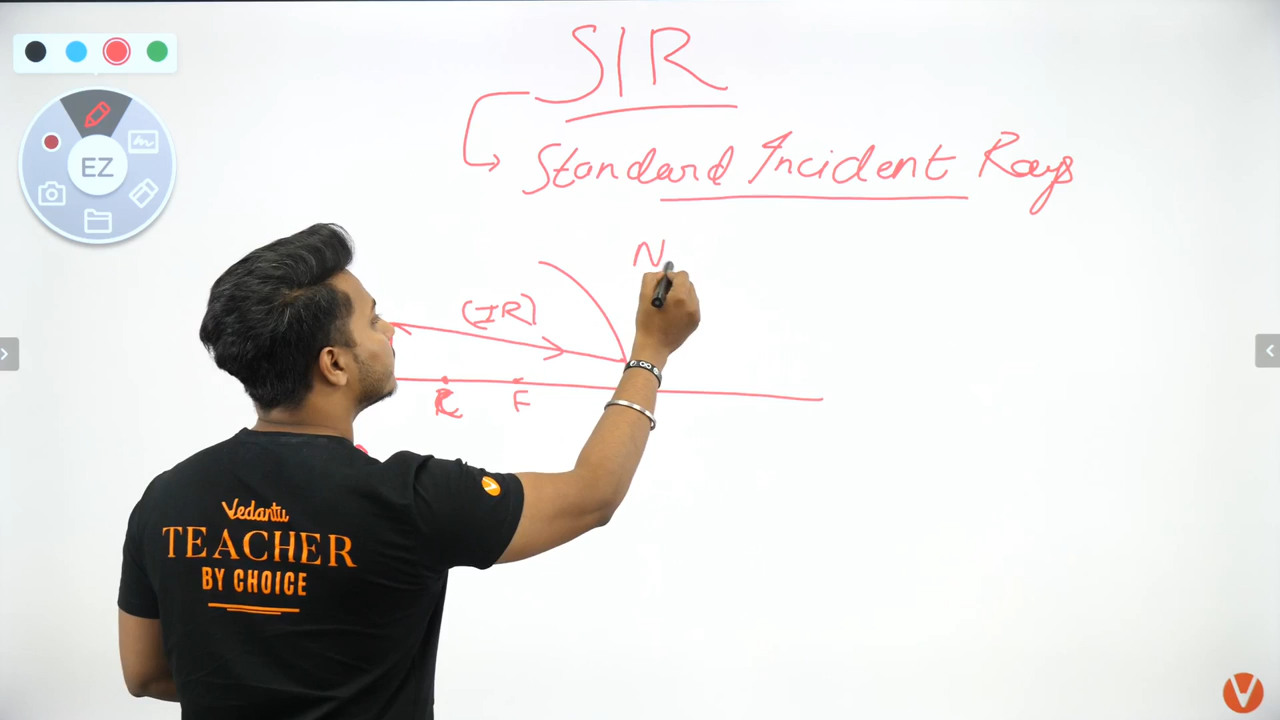 SIR
Standard Incident Rays
EZ
N
(IR)
C F
Vedantu
TEACHER
BY CHOICE